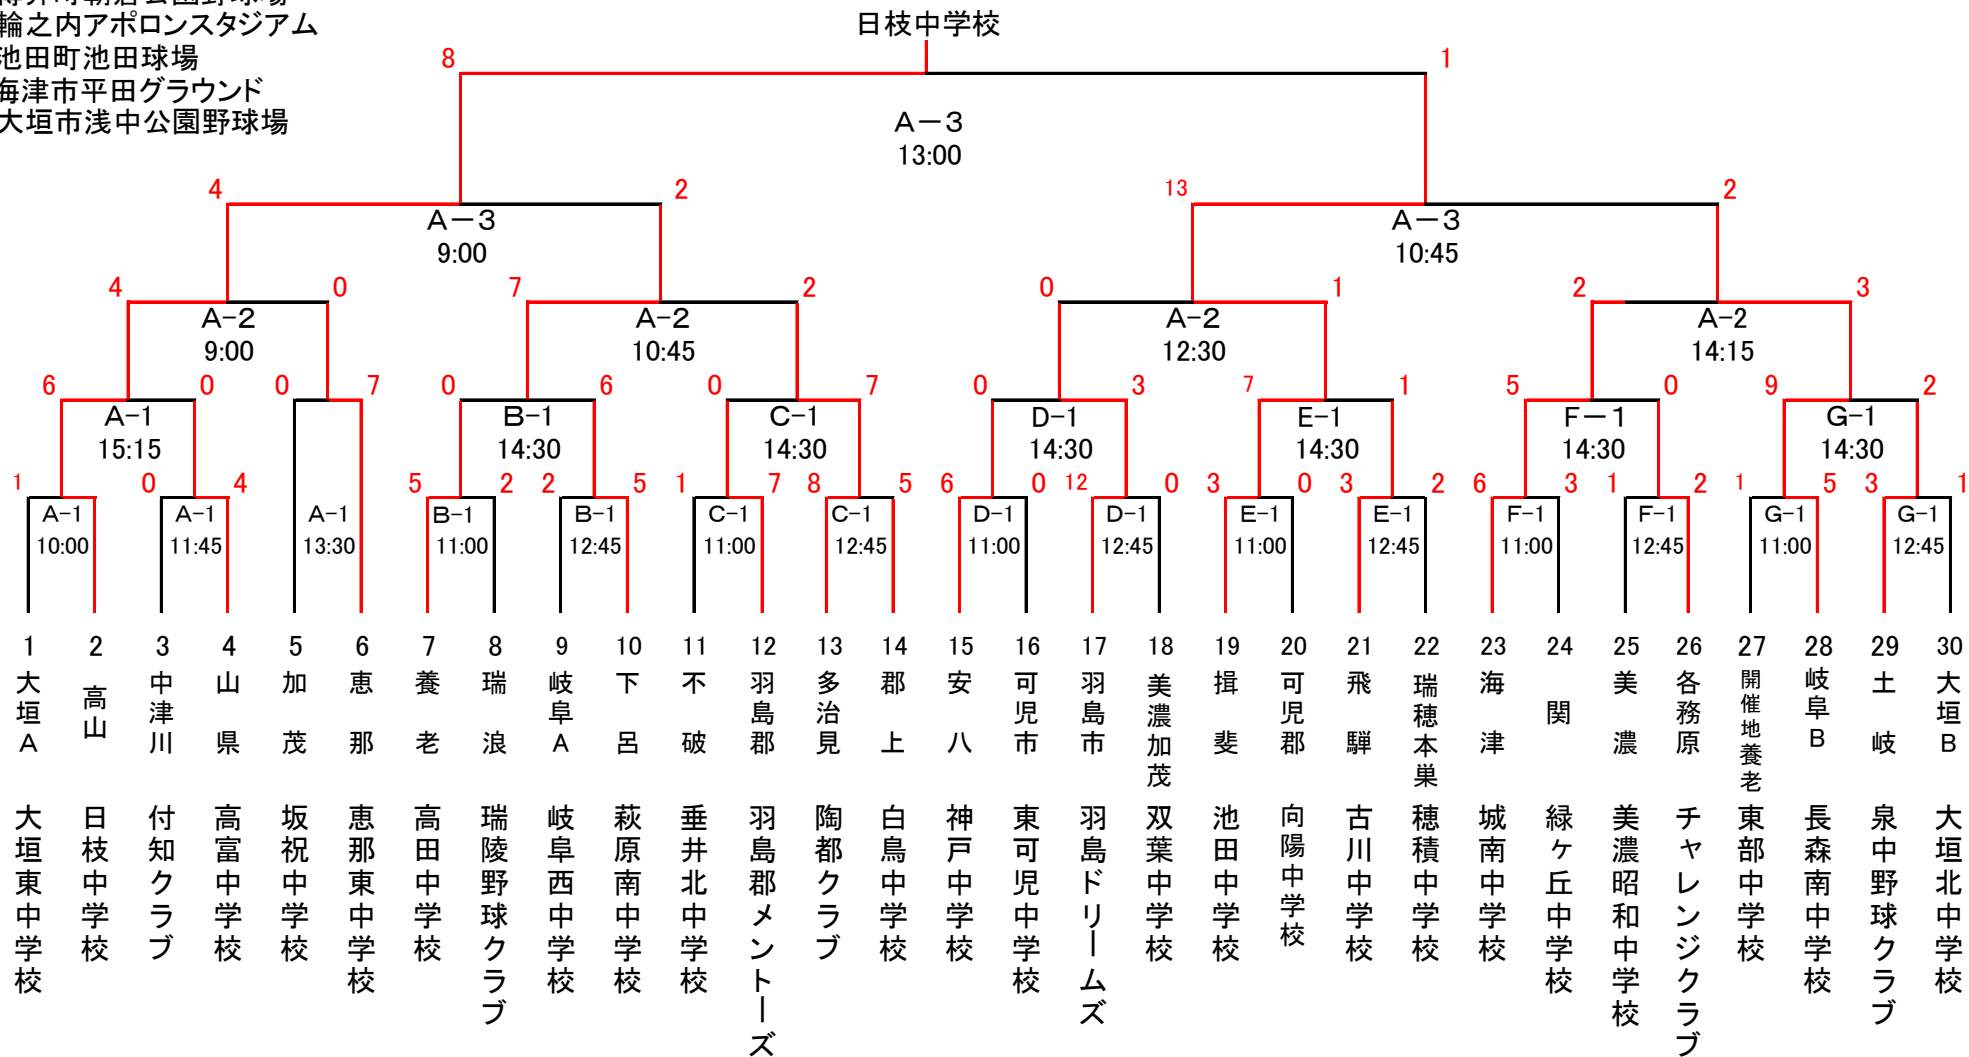 輪之内アポロンスタジアム
池田町池田球場
海津市平田グラウンド
大垣市浅中公園野球場
日枝中学校
8 1
A－3
13:00
4 2 13 2
A－3 A－3
9:00 10:45
4 0 7 2 0 1 2 3
A-2 A-2 A-2 A-2
9:00 10:45 12:30 14:15
6 0 0 7 0 6 0 7 0 3 7 1 5 0 9 2
A-1 B-1 C-1 D-1 E-1 F－1 G-1
15:15 14:30 14:30 14:30 14:30 14:30 14:30
1 0 4 5 2 2 5 1 7 8 5 6 0 12 0 3 0 3 2 6 3 1 2 1 5 3 1
A-1 A-1 A-1 B-1 B-1 C-1 C-1 D-1 D-1 E-1 E-1 F-1 F-1 G-1 G-1
10:00 11:45 13:30 11:00 12:45 11:00 12:45 11:00 12:45 11:00 12:45 11:00 12:45 11:00 12:45
1 2 3 4 5 6 7 8 9 10 11 12 13 14 15 16 17 18 19 20 21 22 23 24 25 26 27 28 29 30
大垣A 高山 中津川 山県 加茂 恵那 養老 瑞浪 岐阜A 下呂 不破 羽島郡 多治見 郡上 安八 可児市 羽島市 美濃加茂 揖斐 可児郡 飛騨 瑞穂本巣 海津 関 美濃 各務原 開催地養老 岐阜B 土岐 大垣B
大垣東中学校 日枝中学校 付知クラブ 高富中学校 坂祝中学校 恵那東中学校 高田中学校 瑞陵野球クラブ 岐阜西中学校 萩原南中学校 垂井北中学校 羽島郡メントーズ 陶都クラブ 白鳥中学校 神戸中学校 東可児中学校 羽島ドリームズ 双葉中学校 池田中学校 向陽中学校 古川中学校 穂積中学校 城南中学校 緑ヶ丘中学校 美濃昭和中学校 チャレンジクラブ 東部中学校 長森南中学校 泉中野球クラブ 大垣北中学校